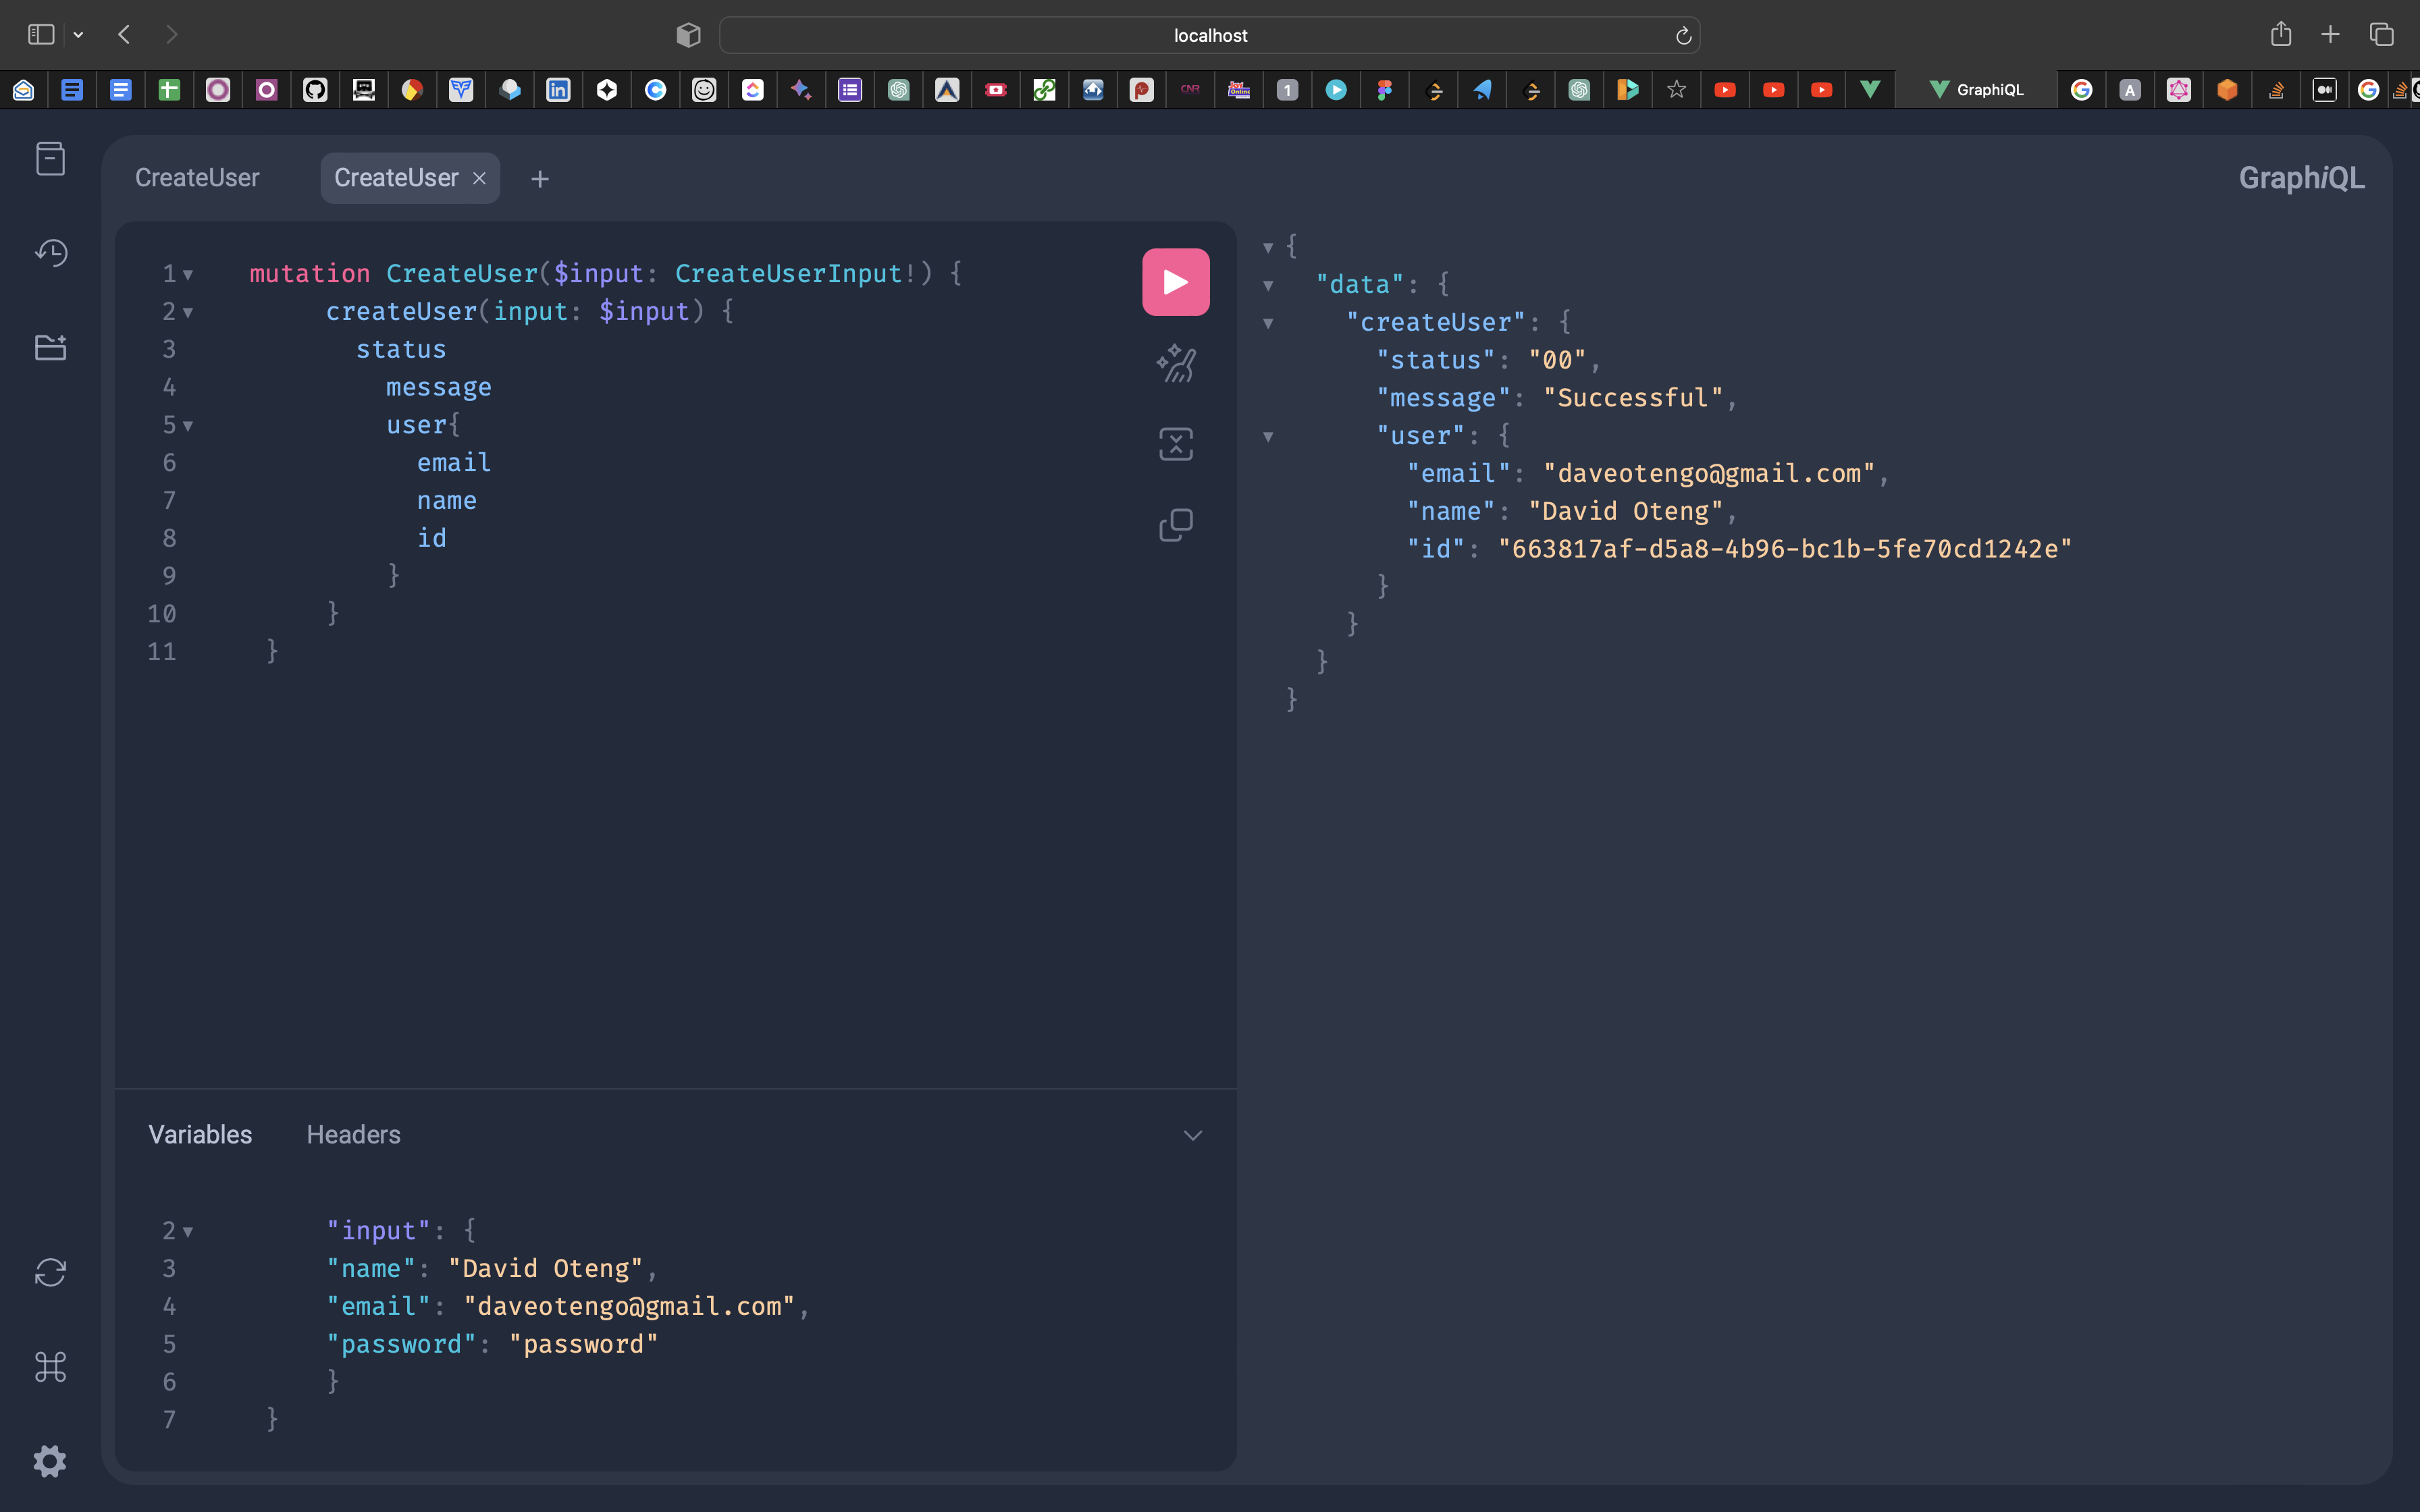 localhost
GraphiQL
CreateUser
CreateUser
GraphiQL
1 mutation CreateUser($input: CreateUserInput!) {
2 createUser(input: $input) {
3 status
4 message
5 user{
6 email
7 name
8 id
9 }
10 }
11 }
{
"data": {
"createUser": {
"status": "00",
"message": "Successful",
"user": {
"email": "daveotengo@gmail.com",
"name": "David Oteng",
"id": "663817af-d5a8-4b96-bc1b-5fe70cd1242e"
}
}
}
}
Variables Headers
2 "input": {
3 "name": "David Oteng",
4 "email": "daveotengo@gmail.com",
5 "password": "password"
6 }
7 }